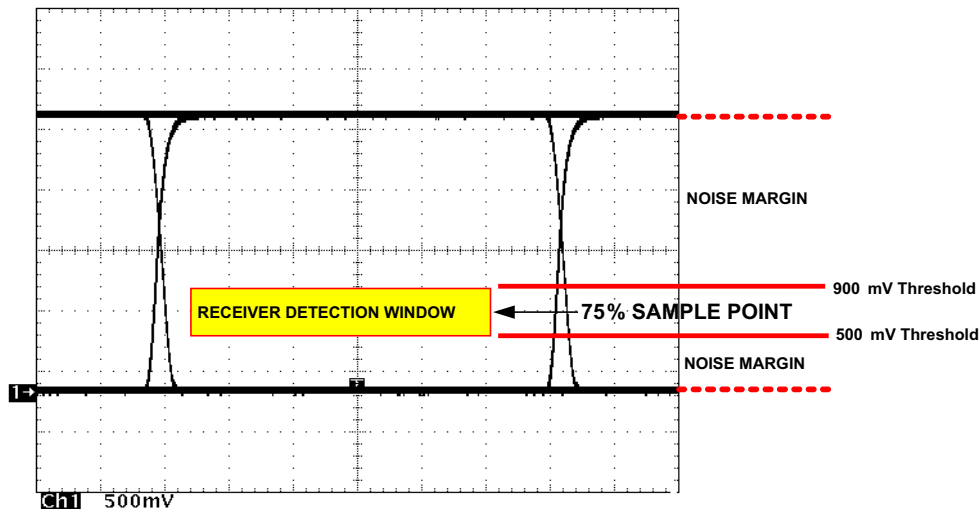 NOISE MARGIN
900 mV Threshold
RECEIVER DETECTION WINDOW
75% SAMPLE POINT
500 mV Threshold
NOISE MARGIN
1
Ch1 500mV